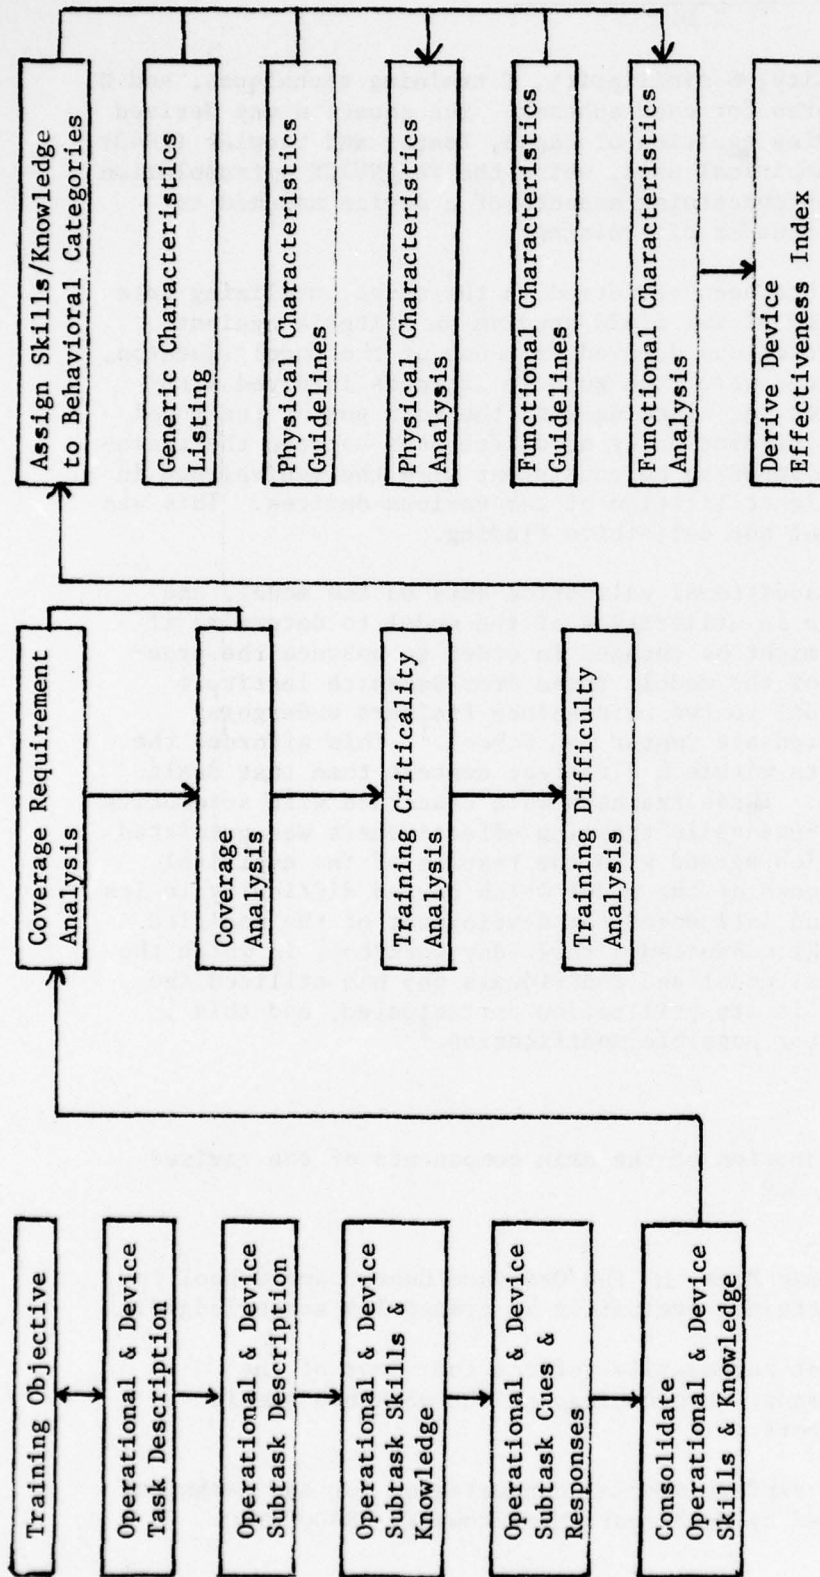 Training Objective
Operational & Device
Task Description
Operational & Device
Subtask Description
Operational & Device
Subtask Skills &
Knowledge
Operational & Device
Subtask Cues &
Responses
Consolidate
Operational & Device
Skills & Knowledge
Coverage Requirement
Analysis
Coverage
Analysis
Training Criticality
Analysis
Training Difficulty
Analysis
Assign Skills/Knowledge
to Behavioral Categories
Generic Characteristics
Listing
Physical Characteristics
Guidelines
Physical Characteristics
Analysis
Functional Characteristics
Guidelines
Functional Characteristics
Analysis
Derive Device
Effectiveness Index